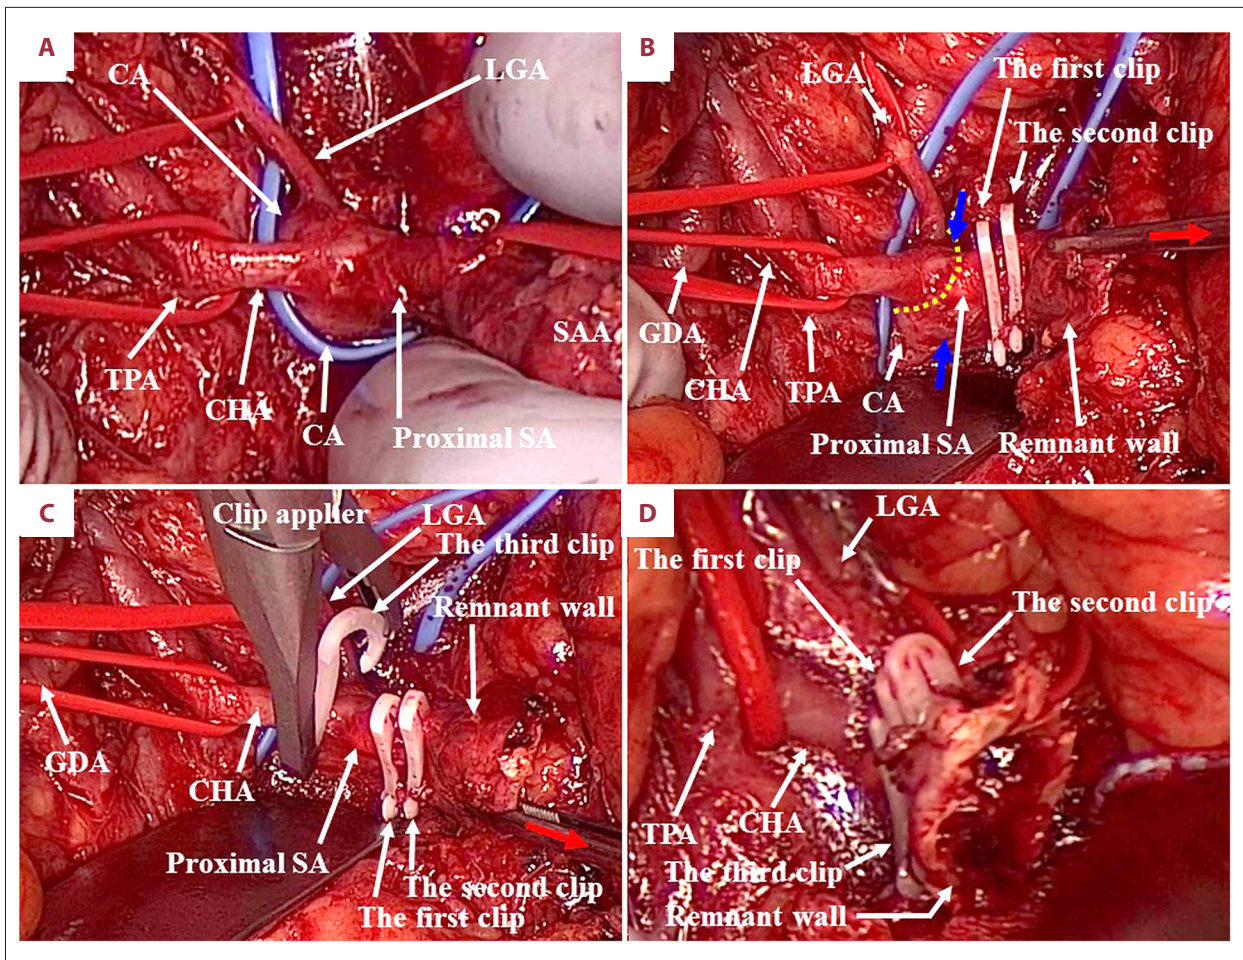 A
CA
LGA
TPA
CHA
CA
Proximal SA
SAA
B
LGA
The first clip
The second clip
GDA
CHA
TPA
CA
Proximal SA
Remnant wall
C
Clip applier
LGA
The third clip
Remnant wall
GDA
CHA
Proximal SA
The second clip
The first clip
D
LGA
The first clip
The second clip
TPA
CHA
The third clip
Remnant wall